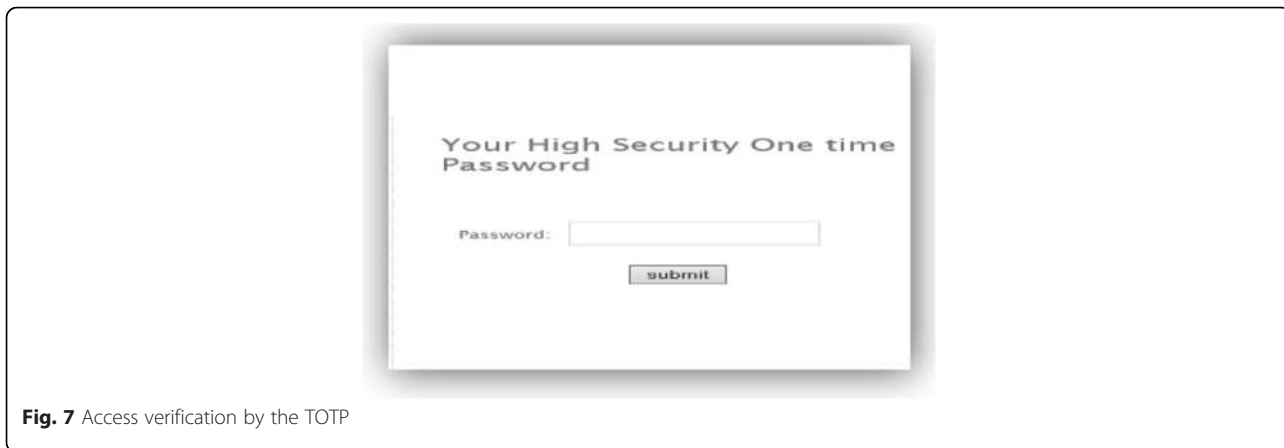 Your High Security One time
Password
Password:
submit
Fig. 7 Access verification by the TOTP